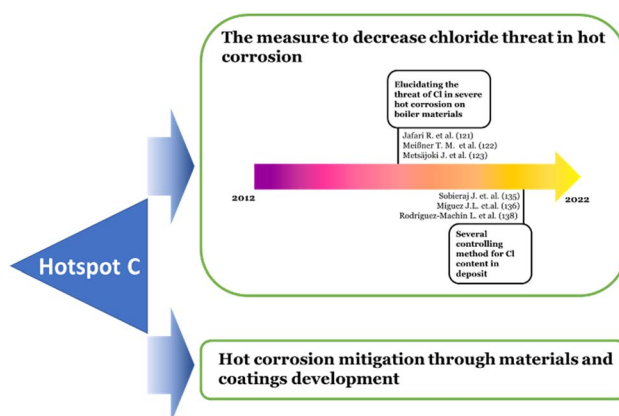 The measure to decrease chloride threat in hot
corrosion
Elucidating the
threat of Cl in severe
hot corrosion on
boiler materials
Jafari R. et al. (121)
Meißner T. M. et al. (122)
Metsäjoki J. et al. (123)
2012
2022
Sobieraj J. et. al. (135)
Miguez J.L. et.al. (136)
Rodriguez-Machin L. et.al (138)
Several
controlling
method for Cl
content in
deposit
Hotspot C
Hot corrosion mitigation through materials and
coatings development